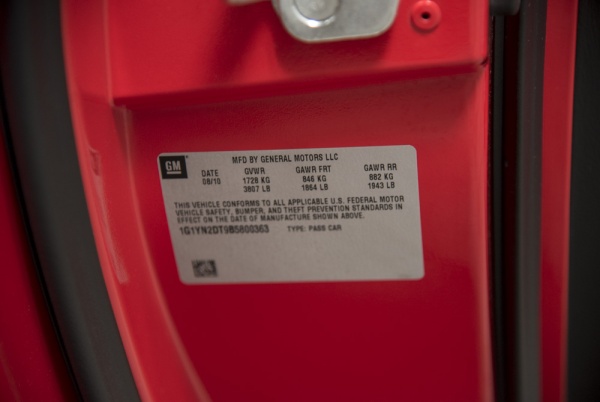 GM
MFD BY GENERAL MOTORS LLC
DATE GVWR GAWR FRT GAWR RR
08/10 1728 KG 846 KG 882 KG
3807 LB 1864 LB 1943 LB
THIS VEHICLE CONFORMS TO ALL APPLICABLE U.S. FEDERAL MOTOR
VEHICLE SAFETY, BUMPER, AND THEFT PREVENTION STANDARDS IN
EFFECT ON THE DATE OF MANUFACTURE SHOWN ABOVE.
1G1YN2DT9B5800363 TYPE: PASS CAR